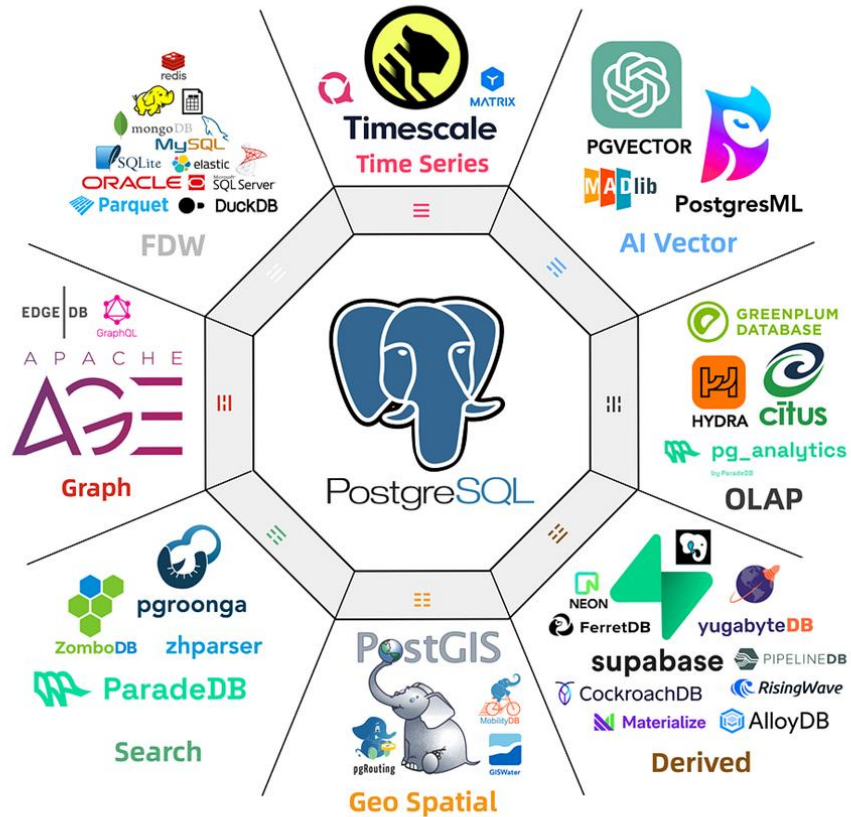 redis
mongoDB
MySQL
SQLite
elastic
Microsoft
SQL Server
ORACLE
Parquet
DuckDB
FDW
MATRIX
Timescale
Time Series
PGVECTOR
MADlib
PostgresML
AI Vector
EDGE DB
GraphQL
APACHE
AGE
Graph
PostgreSQL
GREENPLUM
DATABASE
HYDRA
citus
pg_analytics
by ParadeDB
OLAP
pgroonga
ZomboDB
zhparser
ParadeDB
Search
PostGIS
MobilityDB
pgRouting
GISWater
Geo Spatial
NEON
FerretDB
yugabyteDB
supabase
PIPELINEDB
CockroachDB
RisingWave
Materialize
AlloyDB
Derived